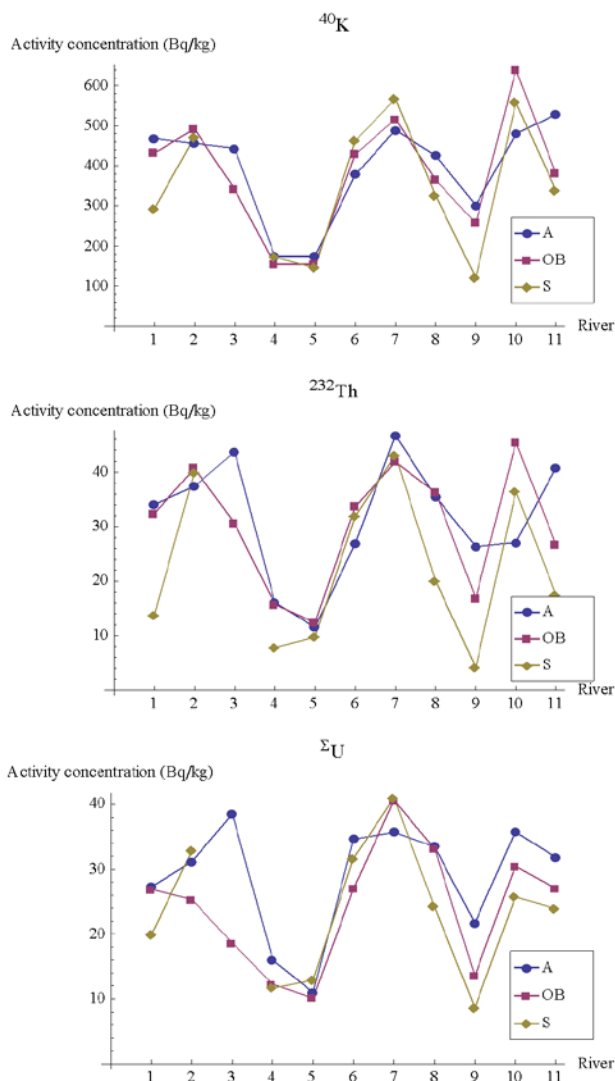 ⁴⁰K
Activity concentration (Bq/kg)
600
500
400
300
200
100
A
OB
S
River
1 2 3 4 5 6 7 8 9 10 11
²³²Th
Activity concentration (Bq/kg)
40
30
20
10
A
OB
S
River
1 2 3 4 5 6 7 8 9 10 11
ΣU
Activity concentration (Bq/kg)
40
30
20
10
A
OB
S
River
1 2 3 4 5 6 7 8 9 10 11